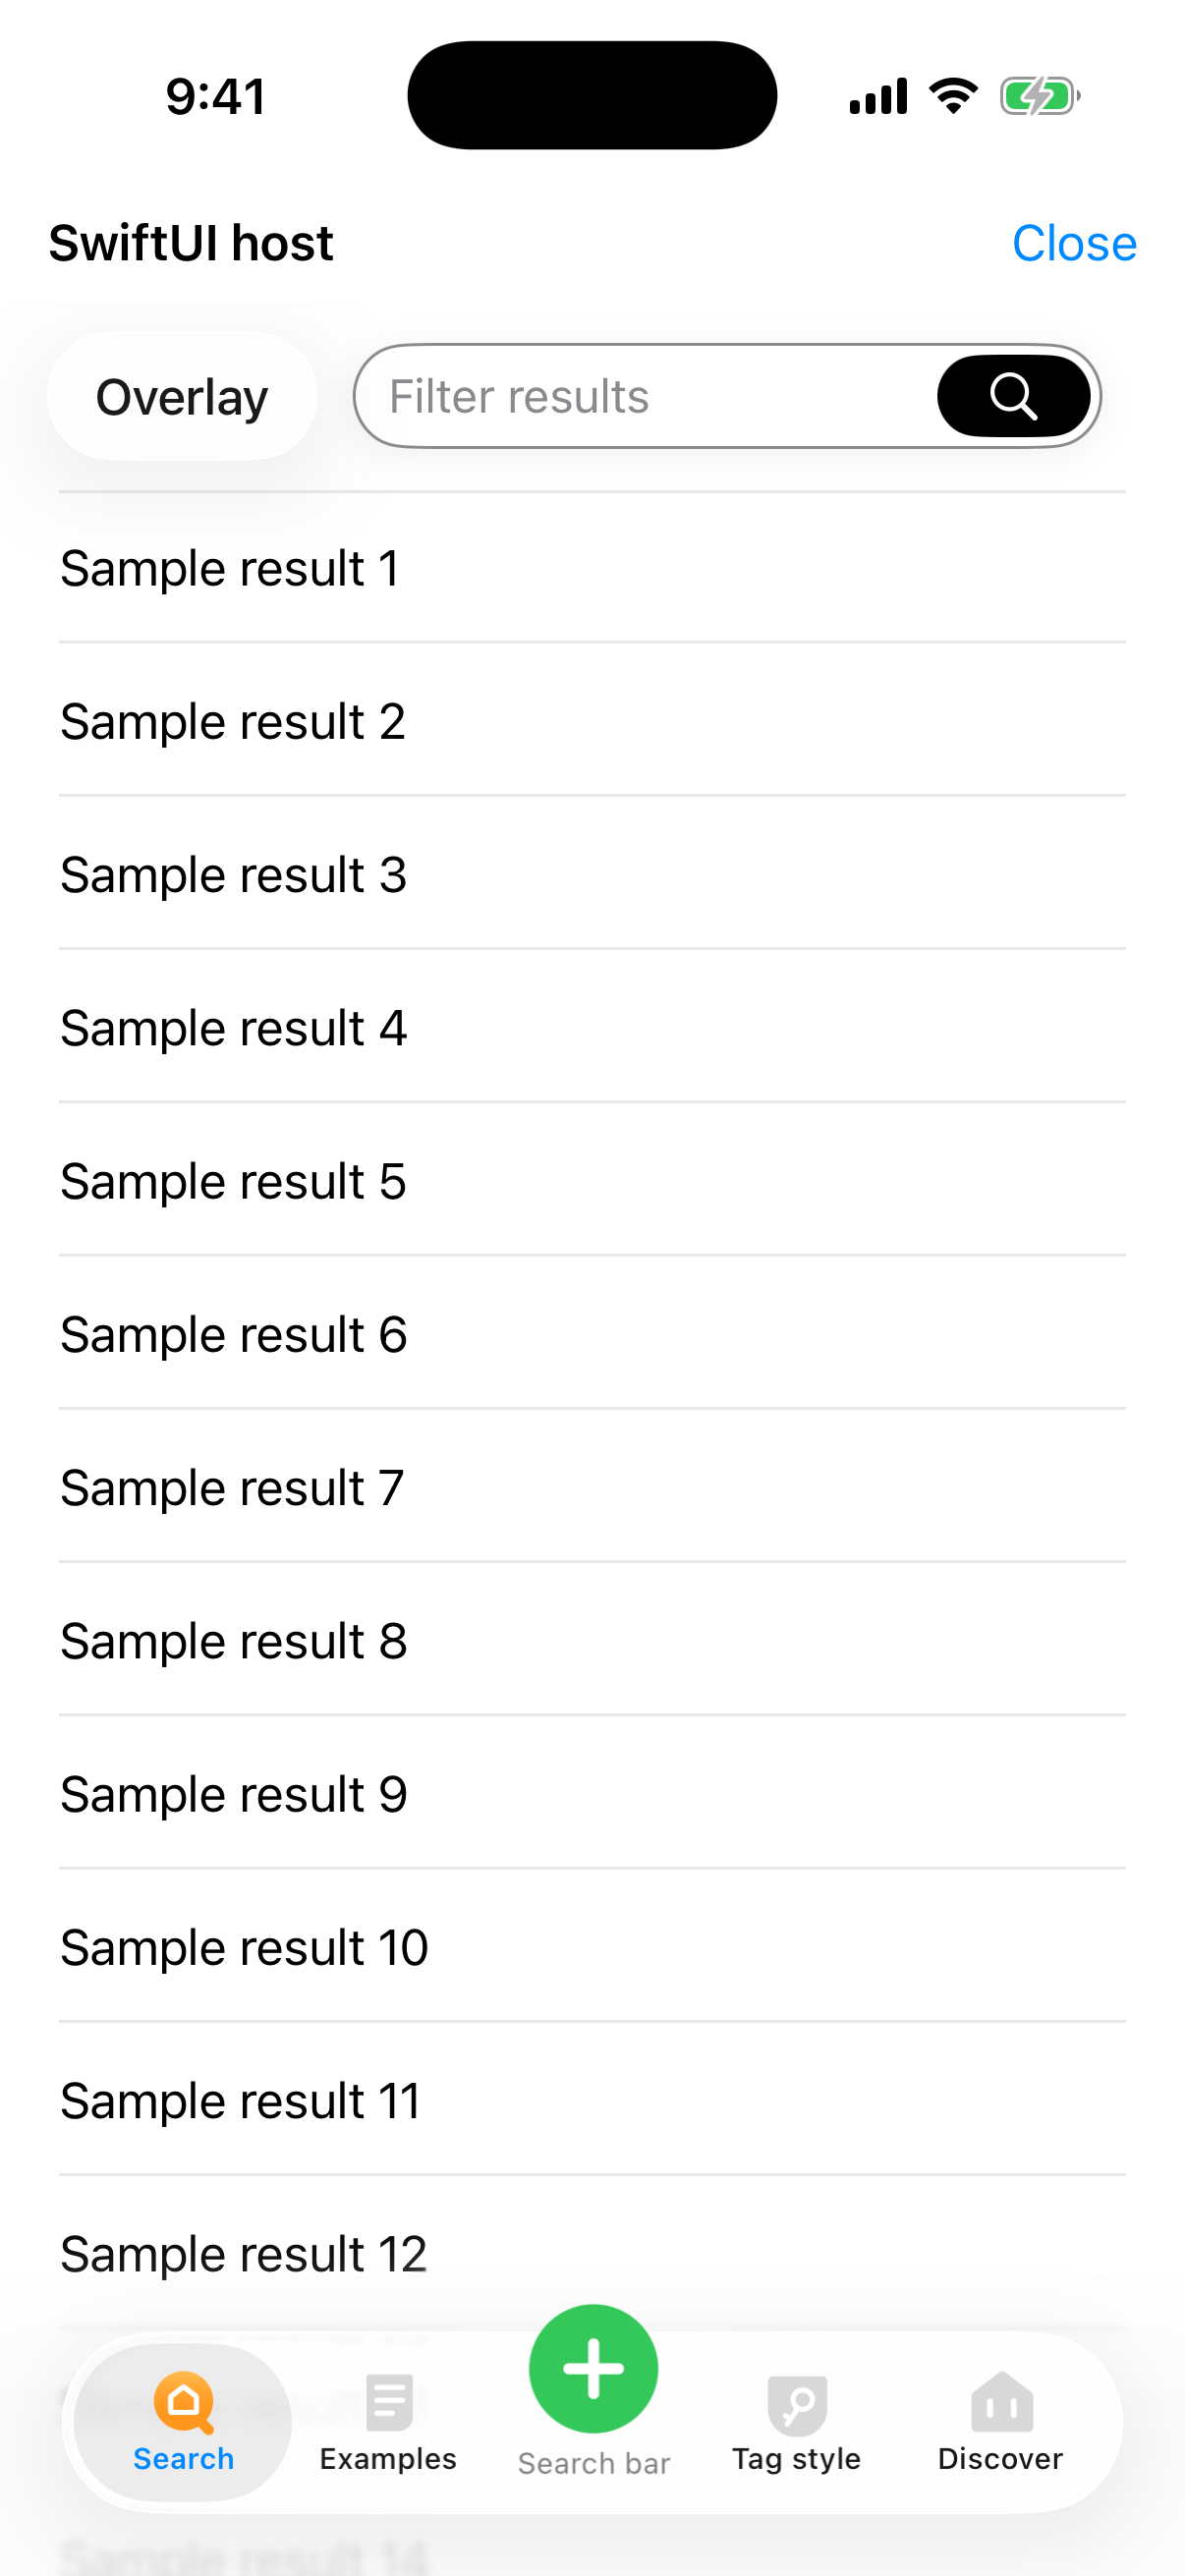 9:41
SwiftUI host
Close
Overlay
Filter results
Sample result 1
Sample result 2
Sample result 3
Sample result 4
Sample result 5
Sample result 6
Sample result 7
Sample result 8
Sample result 9
Sample result 10
Sample result 11
Sample result 12
Search
Examples
Search bar
Tag style
Discover
Sample result 14